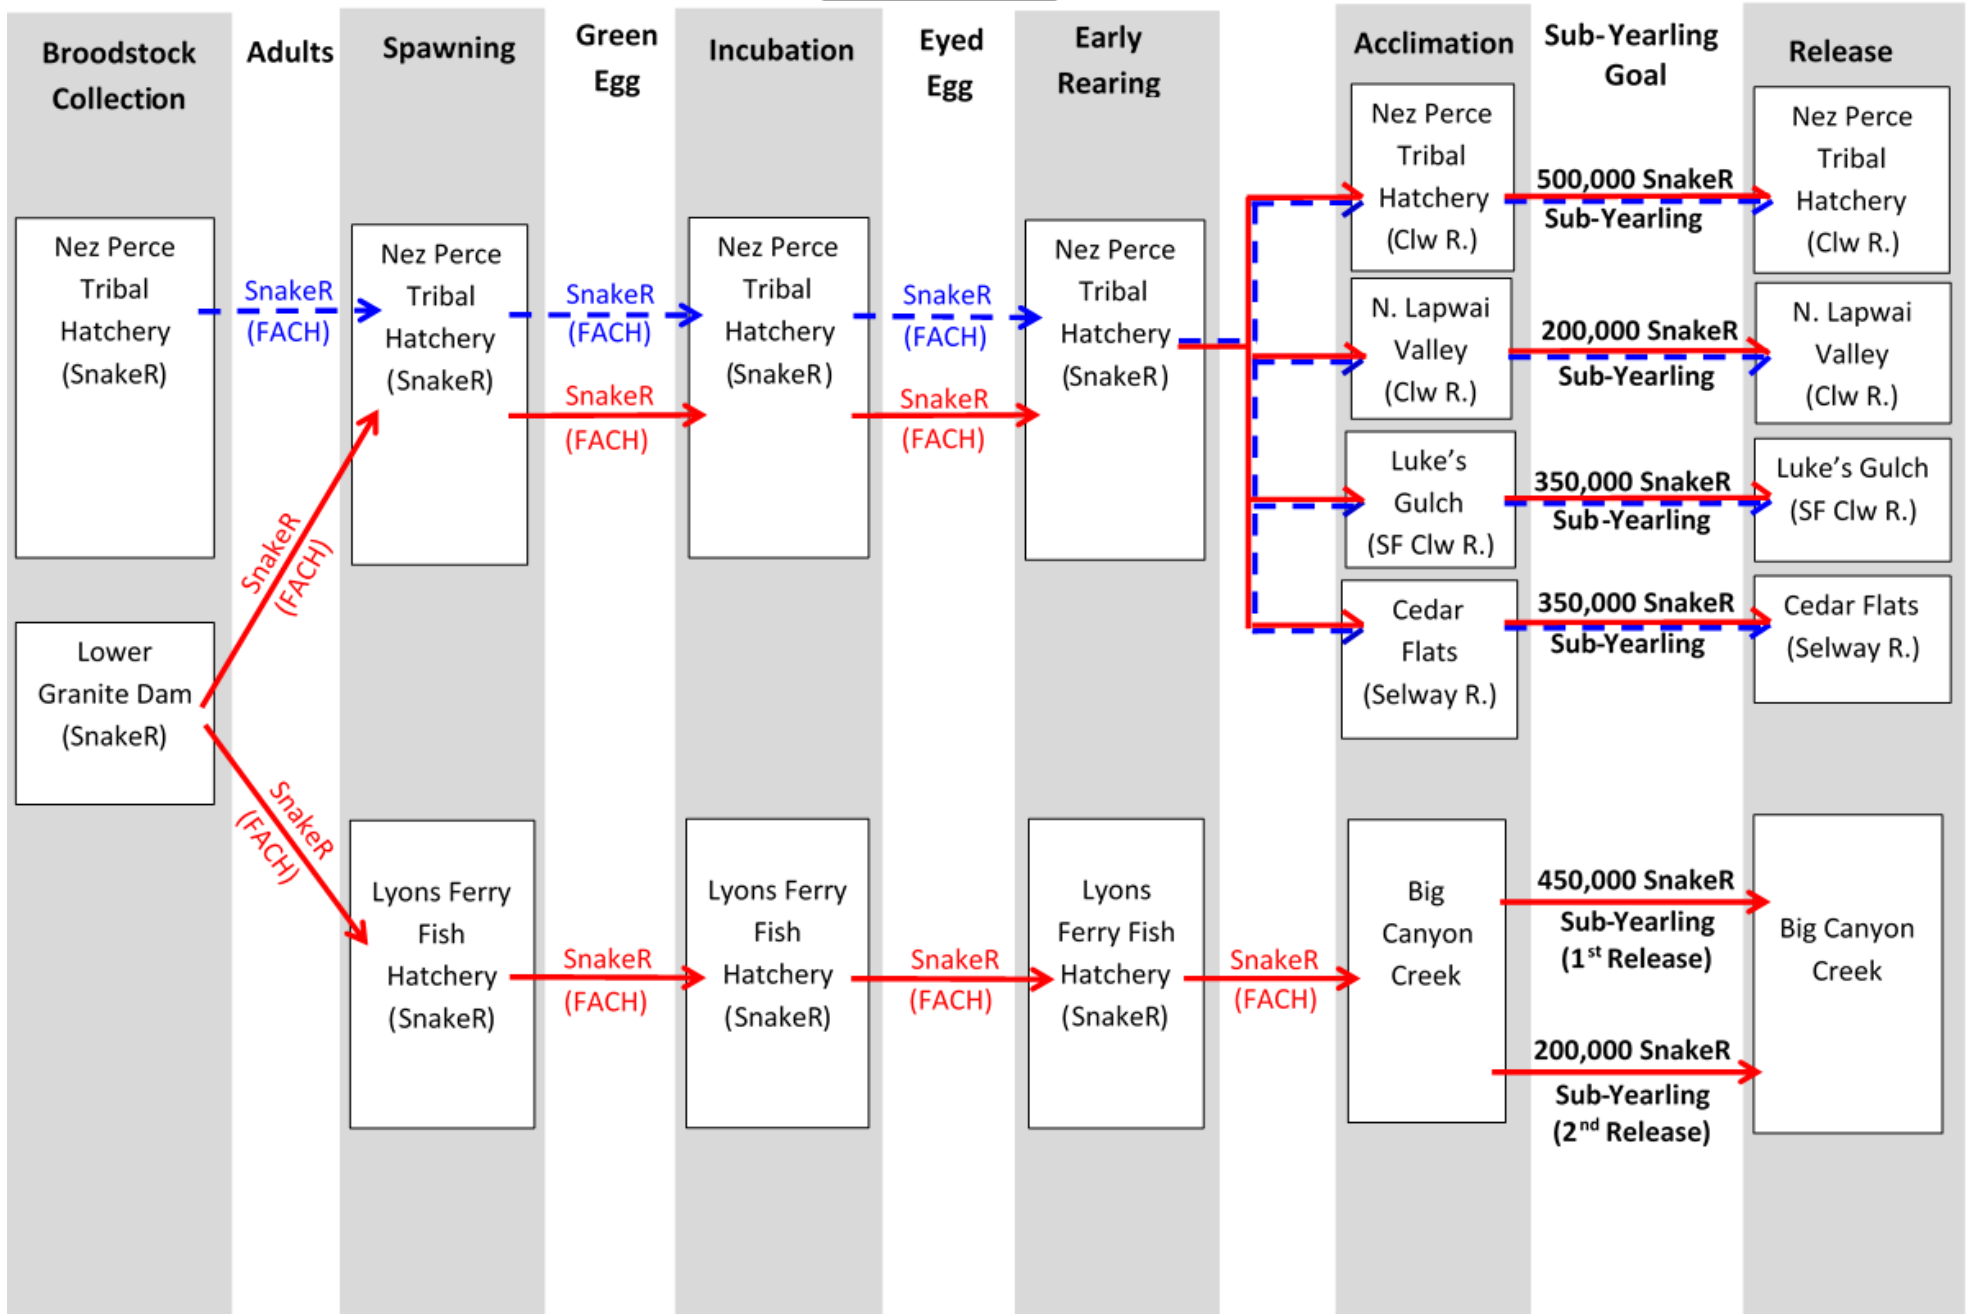 Broodstock
Collection
Adults
Spawning
Green
Egg
Incubation
Eyed
Egg
Early
Rearing
Acclimation
Sub-Yearling
Goal
Release
Nez Perce
Tribal
Hatchery
(SnakeR)
SnakeR
(FACH)
Nez Perce
Tribal
Hatchery
(SnakeR)
SnakeR
(FACH)
SnakeR
(FACH)
Nez Perce
Tribal
Hatchery
(SnakeR)
SnakeR
(FACH)
SnakeR
(FACH)
Nez Perce
Tribal
Hatchery
(SnakeR)
Nez Perce
Tribal
Hatchery
(Clw R.)
500,000 SnakeR
Sub-Yearling
Nez Perce
Tribal
Hatchery
(Clw R.)
N. Lapwai
Valley
(Clw R.)
200,000 SnakeR
Sub-Yearling
N. Lapwai
Valley
(Clw R.)
Luke's
Gulch
(SF Clw R.)
350,000 SnakeR
Sub-Yearling
Luke's Gulch
(SF Clw R.)
Cedar
Flats
(Selway R.)
350,000 SnakeR
Sub-Yearling
Cedar Flats
(Selway R.)
Lower
Granite Dam
(SnakeR)
SnakeR
(FACH)
SnakeR
(FACH)
Lyons Ferry
Fish
Hatchery
(SnakeR)
SnakeR
(FACH)
Lyons Ferry
Fish
Hatchery
(SnakeR)
SnakeR
(FACH)
Lyons
Ferry Fish
Hatchery
(SnakeR)
SnakeR
(FACH)
Big
Canyon
Creek
450,000 SnakeR
Sub-Yearling
(1st Release)
200,000 SnakeR
Sub-Yearling
(2nd Release)
Big Canyon
Creek